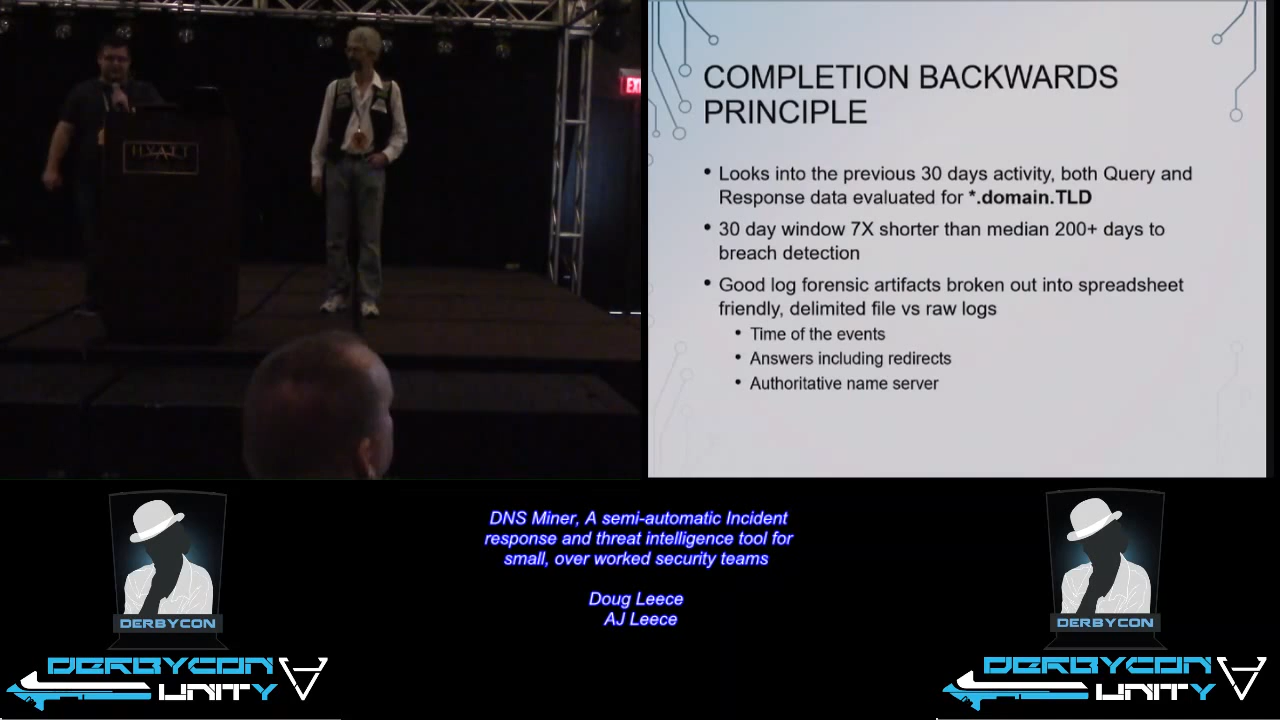 HYATT
EXI
COMPLETION BACKWARDS
PRINCIPLE
• Looks into the previous 30 days activity, both Query and
Response data evaluated for *.domain.TLD
• 30 day window 7X shorter than median 200+ days to
breach detection
• Good log forensic artifacts broken out into spreadsheet
friendly, delimited file vs raw logs
• Time of the events
• Answers including redirects
• Authoritative name server
DNS Miner, A semi-automatic Incident
response and threat intelligence tool for
small, over worked security teams
Doug Leece
AJ Leece
DERBYCON
DERBYCON
UNITY
DERBYCON
DERBYCON
UNITY